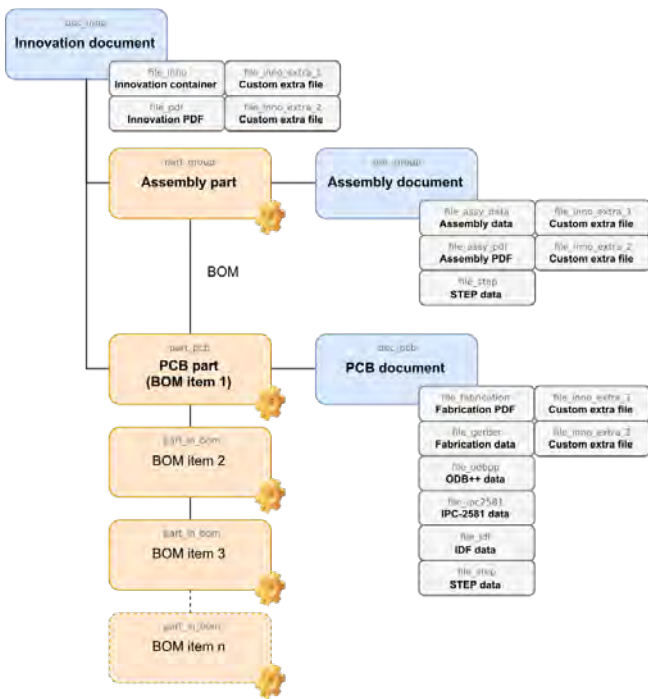 doc_inno
Innovation document
file_inno
Innovation container
file_inno_extra_1
Custom extra file
file_pdf
Innovation PDF
file_inno_extra_2
Custom extra file
part_group
Assembly part
doc_group
Assembly document
file_assy_data
Assembly data
file_inno_extra_1
Custom extra file
file_assy_pdf
Assembly PDF
file_inno_extra_2
Custom extra file
file_step
STEP data
BOM
part_pcb
PCB part
(BOM item 1)
doc_pcb
PCB document
file_fabrication
Fabrication PDF
file_inno_extra_1
Custom extra file
file_gerber
Fabrication data
file_inno_extra_2
Custom extra file
file_odbpp
ODB++ data
file_ipc2581
IPC-2581 data
file_idf
IDF data
file_step
STEP data
part_in_bom
BOM item 2
part_in_bom
BOM item 3
part_in_bom
BOM item n